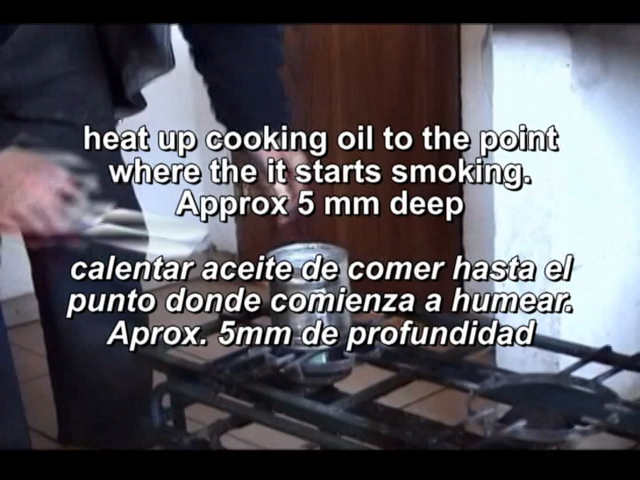 heat up cooking oil to the point
where the it starts smoking.
Approx 5 mm deep
calentar aceite de comer hasta el
punto donde comienza a humear.
Aprox. 5mm de profundidad